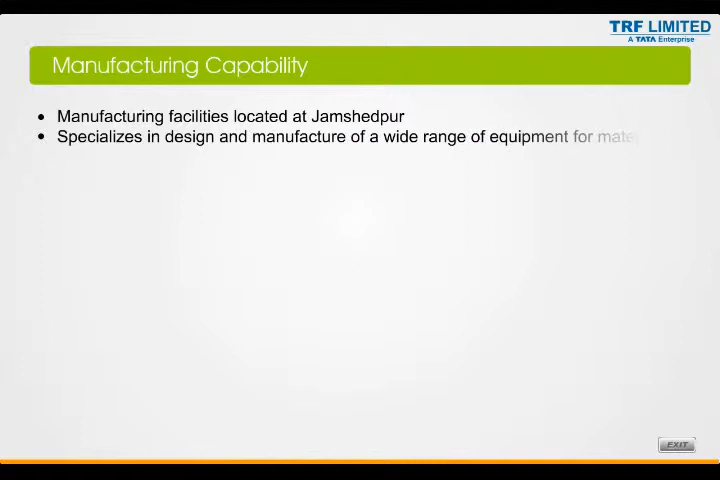 TRF LIMITED
A TATA Enterprise
Manufacturing Capability
• Manufacturing facilities located at Jamshedpur
• Specializes in design and manufacture of a wide range of equipment for
EXIT